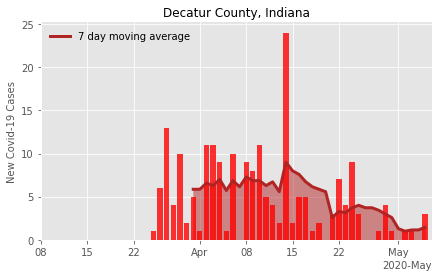 Decatur County, Indiana
7 day moving average
New Covid-19 Cases
25
20
15
10
5
0
08 15 22 Apr 08 15 22 May
2020-May